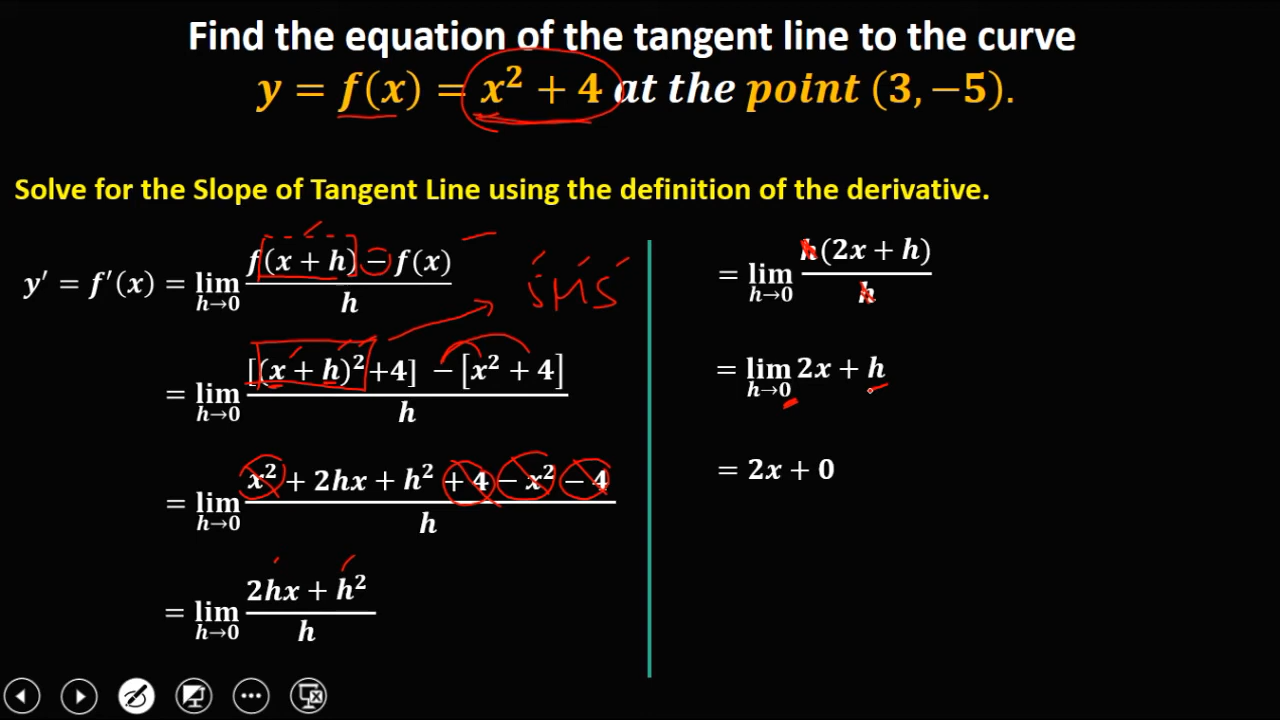 Find the equation of the tangent line to the curve
y = f(x) = x² + 4 at the point (3, −5).
Solve for the Slope of Tangent Line using the definition of the derivative.
y′ = f′(x) = lim h→0 f(x + h) − f(x) / h
SMS
= lim h→0 [(x + h)² +4] − [x² + 4] / h
= lim h→0 x² + 2hx + h² + 4 − x² − 4 / h
= lim h→0 2hx + h² / h
= lim h→0 h(2x + h) / h
= lim h→0 2x + h
= 2x + 0